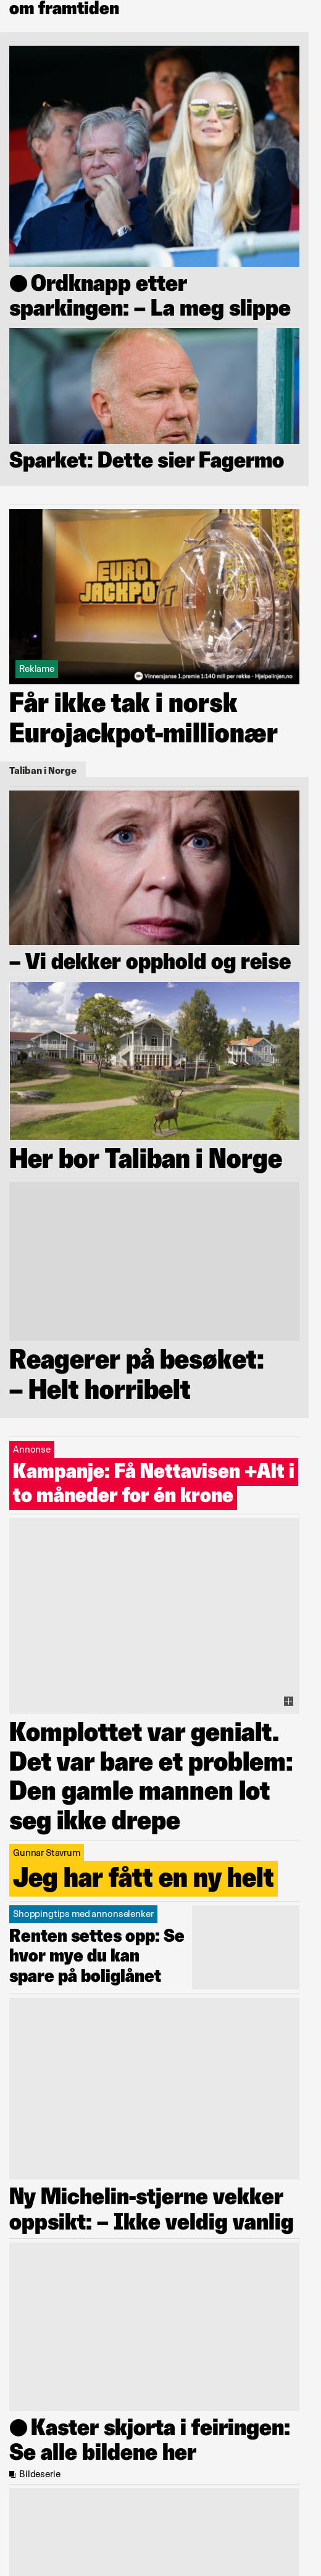 om framtiden
Ordknapp etter
sparkingen: – La meg slippe
Sparket: Dette sier Fagermo
EURO
JACKPOT
Reklame
Vinnersjanse 1.premie 1:140 mill per rekke - Hjelpelinjen.no
Får ikke tak i norsk
Eurojackpot-millionær
Taliban i Norge
– Vi dekker opphold og reise
Her bor Taliban i Norge
Reagerer på besøket:
– Helt horribelt
Annonse
Kampanje: Få Nettavisen +Alt i
to måneder for én krone
Komplottet var genialt.
Det var bare et problem:
Den gamle mannen lot
seg ikke drepe
Gunnar Stavrum
Jeg har fått en ny helt
Shoppingtips med annonselenker
Renten settes opp: Se
hvor mye du kan
spare på boliglånet
Ny Michelin-stjerne vekker
oppsikt: – Ikke veldig vanlig
Kaster skjorta i feiringen:
Se alle bildene her
Bildeserie